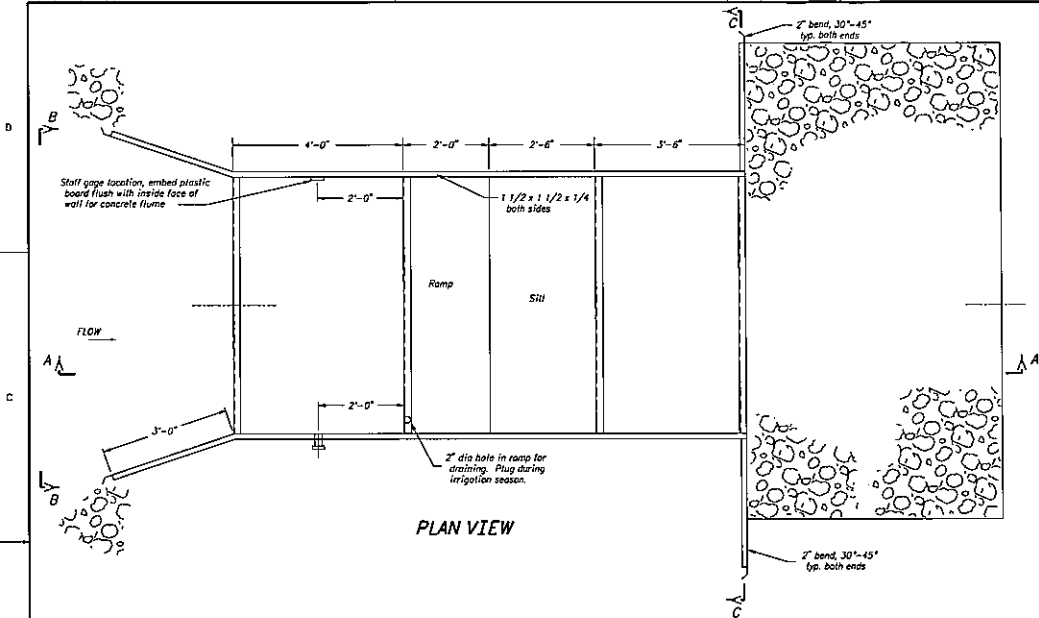 C
2" bend, 30°-45°
typ. both ends
D
B
4'-0"
2'-0"
2'-6"
3'-6"
Staff gage location, embed plastic
board flush with inside face of
wall for concrete flume
2'-0"
1 1/2 x 1 1/2 x 1/4
both sides
Ramp
Sill
FLOW
A
A
C
3'-0"
2'-0"
2" dia hole in ramp for
draining. Plug during
irrigation season.
B
PLAN VIEW
2" bend, 30°-45°
typ. both ends
C